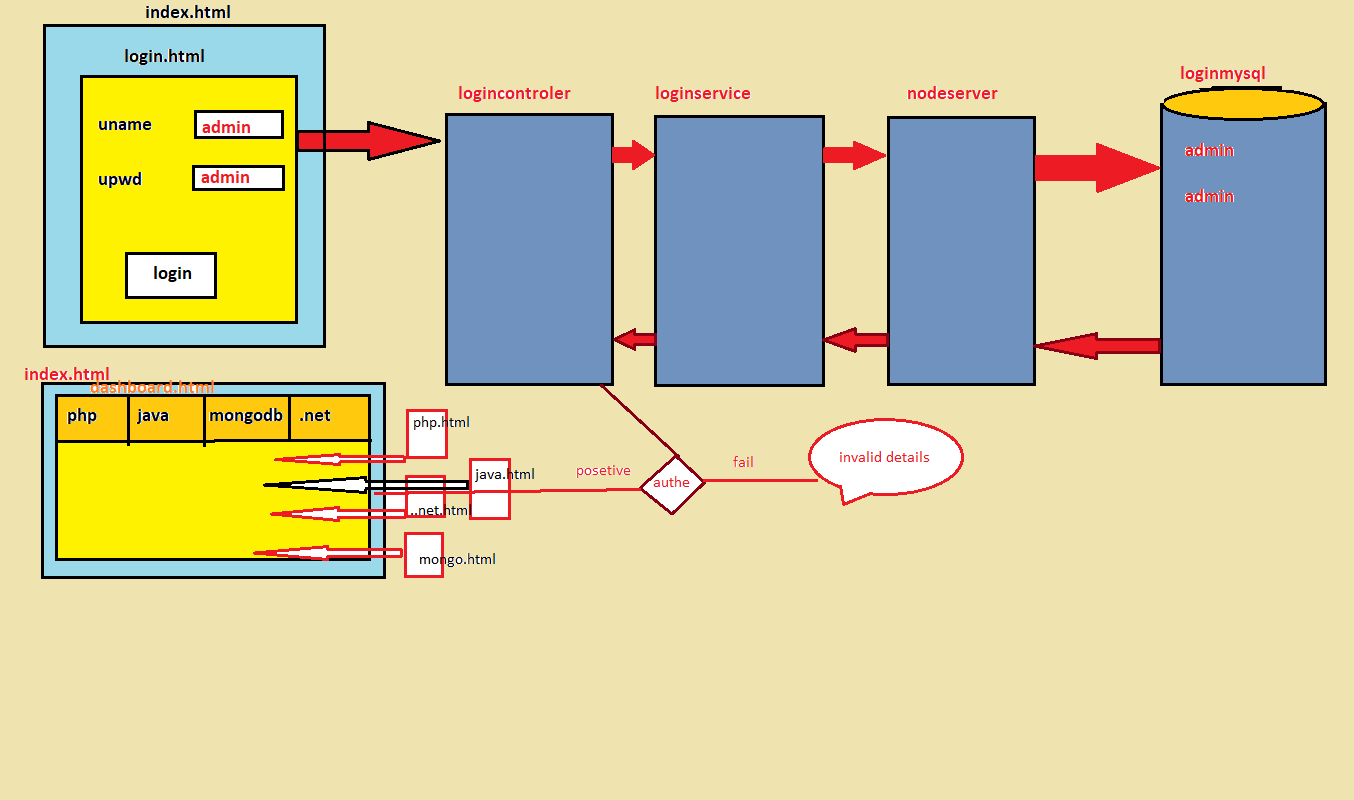 index.html
login.html
uname
admin
upwd
admin
login
logincontroler
loginservice
nodeserver
loginmysql
admin
admin
index.html
dashboard.html
php
java
mongodb
.net
php.html
java.html
..net.html
mongo.html
posetive
authe
fail
invalid details